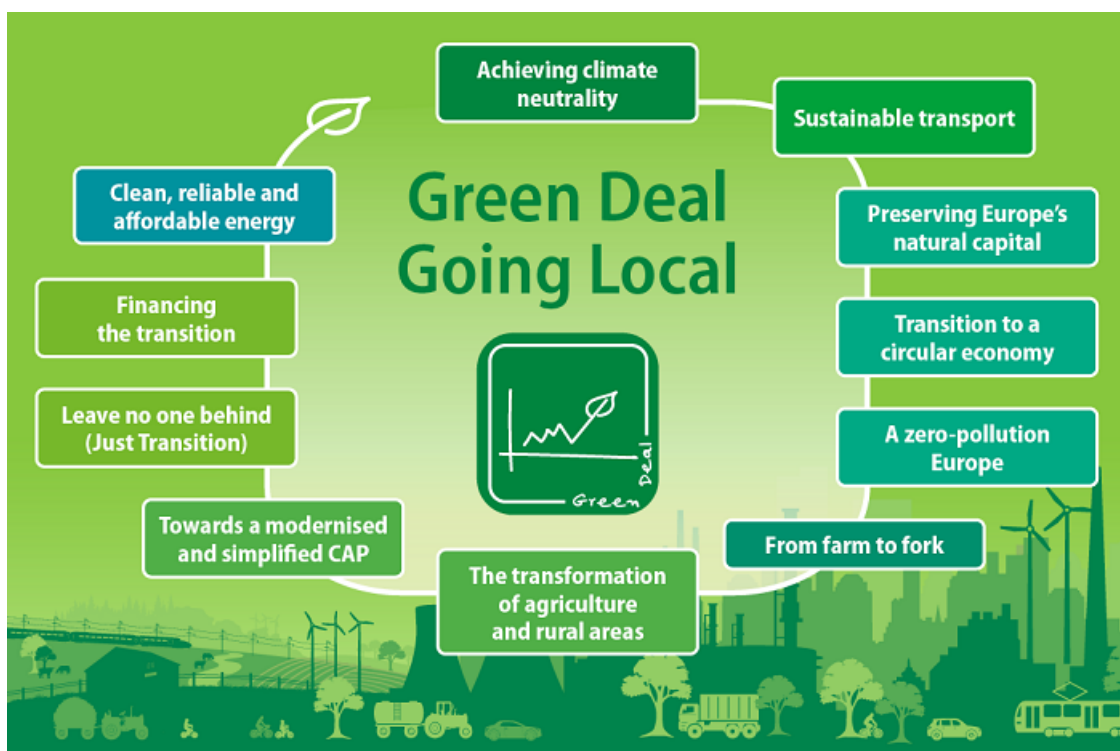 Achieving climate
neutrality
Sustainable transport
Preserving Europe's
natural capital
Transition to a
circular economy
A zero-pollution
Europe
From farm to fork
The transformation
of agriculture
and rural areas
Towards a modernised
and simplified CAP
Leave no one behind
(Just Transition)
Financing
the transition
Clean, reliable and
affordable energy
Green Deal
Going Local
Green
Deal